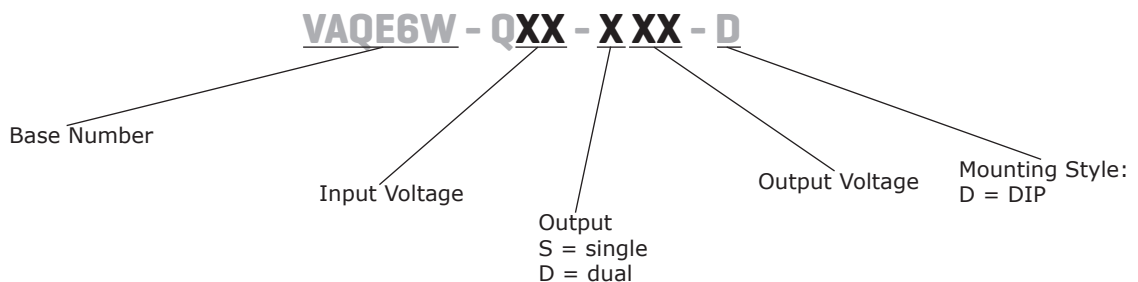 VAQE6W - QXX - X XX - D
Base Number
Input Voltage
Output
S = single
D = dual
Output Voltage
Mounting Style:
D = DIP